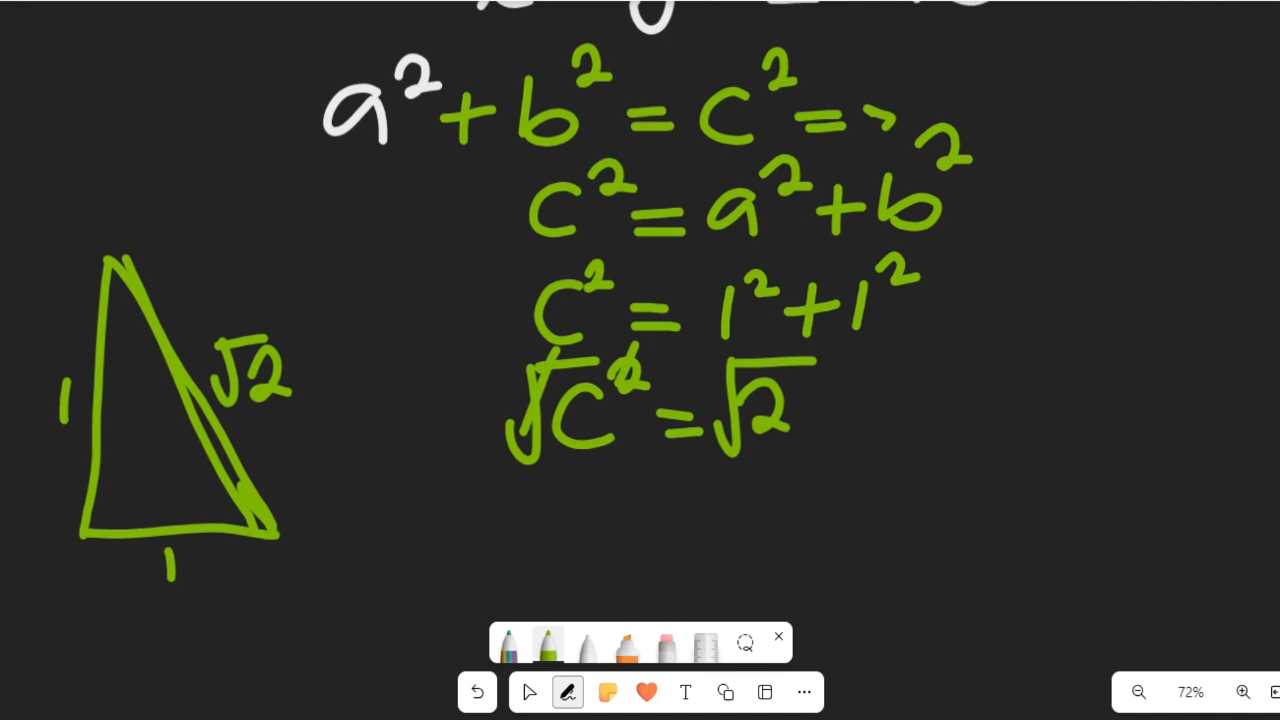 a² + b² = c² =>
c² = a² + b²
c² = 1² + 1²
√c² = √2
1
√2
1
T
72%